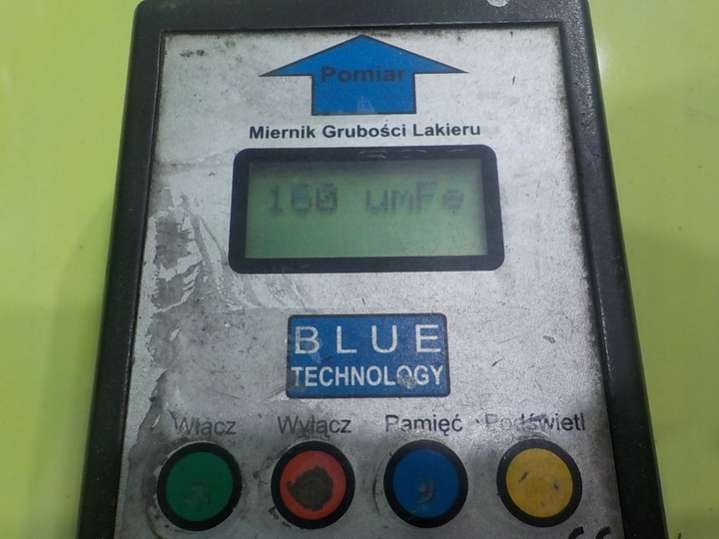 Pomiar
Miernik Grubości Lakieru
160 umFe
BLUE
TECHNOLOGY
Włącz Wyłącz Pamięć Podświetl